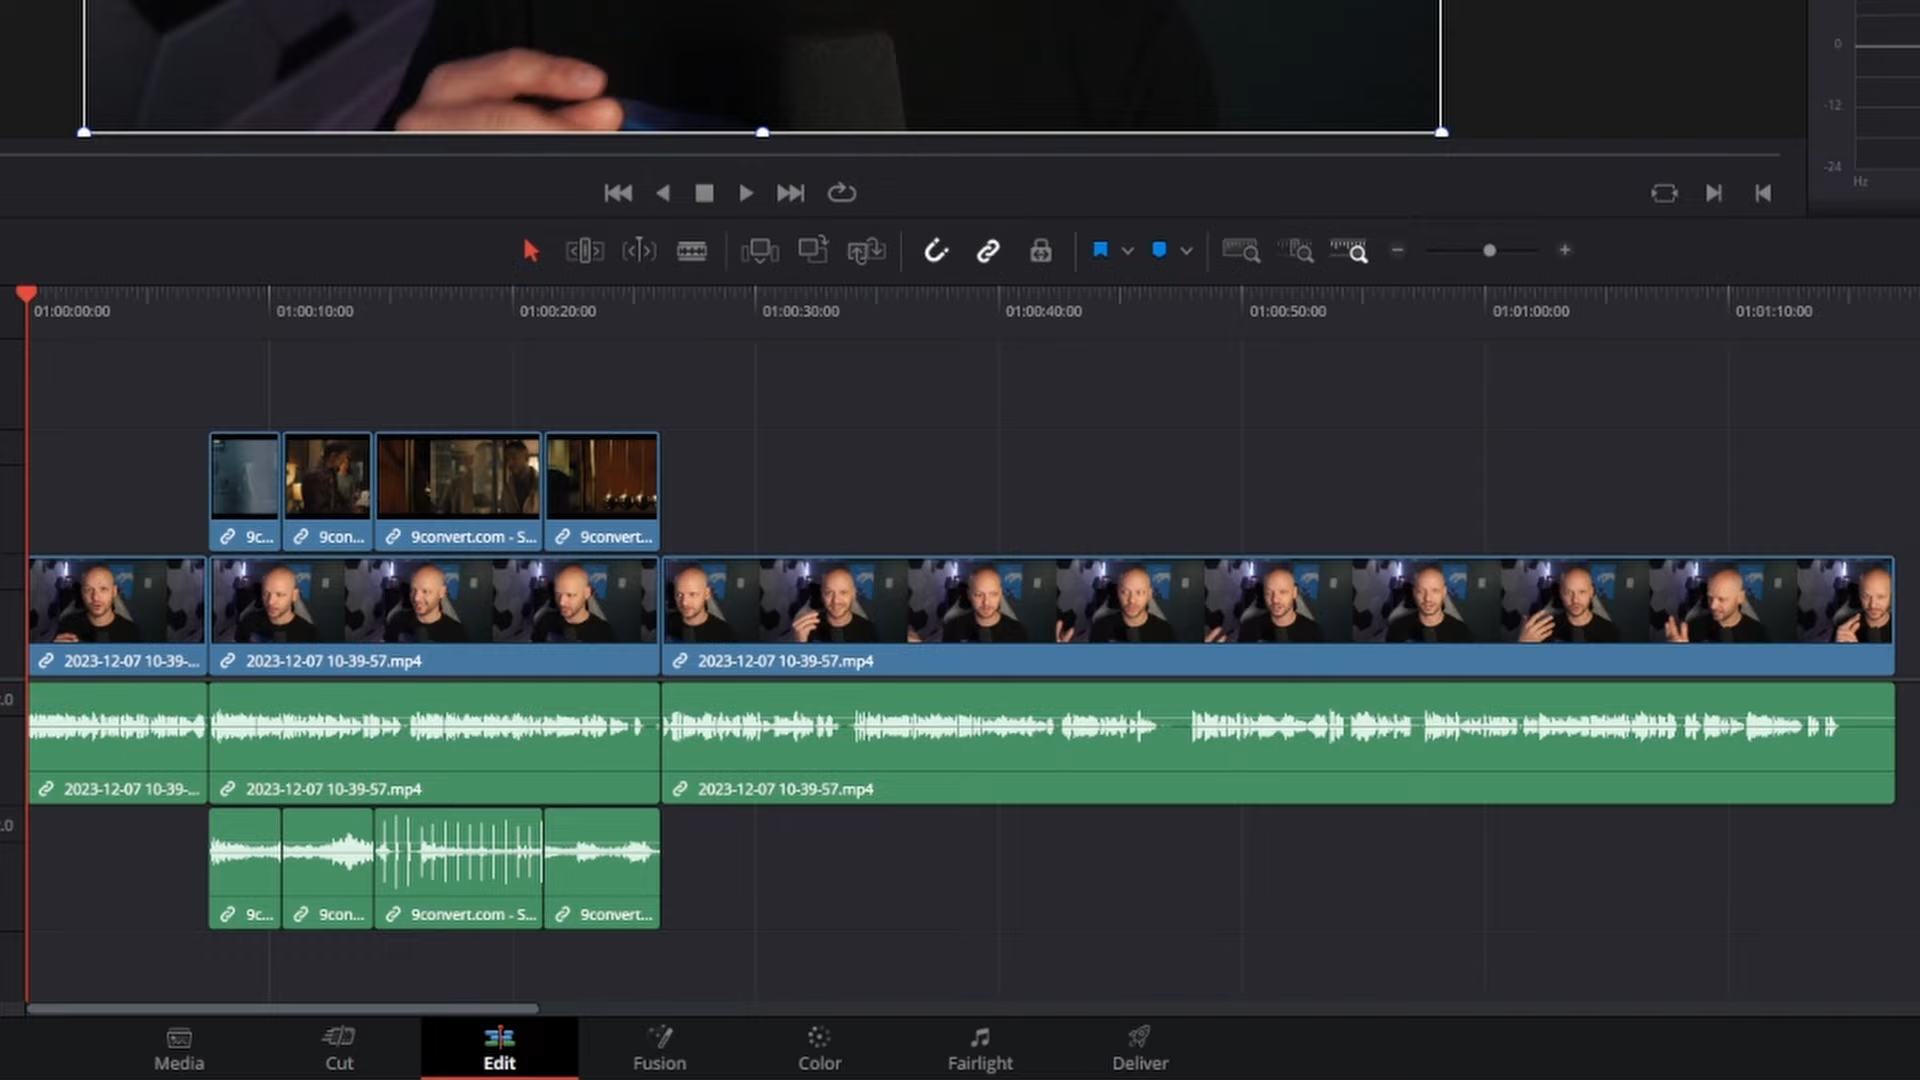 0
-12
-24
Hz
01:00:00:00 01:00:10:00 01:00:20:00 01:00:30:00 01:00:40:00 01:00:50:00 01:01:00:00 01:01:10:00
9c... 9con... 9convert.com - S... 9convert...
2023-12-07 10-39-... 2023-12-07 10-39-57.mp4 2023-12-07 10-39-57.mp4
2.0
2023-12-07 10-39-... 2023-12-07 10-39-57.mp4 2023-12-07 10-39-57.mp4
2.0
9c... 9con... 9convert.com - S... 9convert...
Media Cut Edit Fusion Color Fairlight Deliver